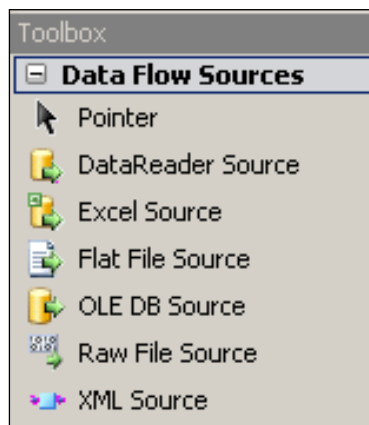 Toolbox
Data Flow Sources
Pointer
DataReader Source
Excel Source
Flat File Source
OLE DB Source
Raw File Source
XML Source